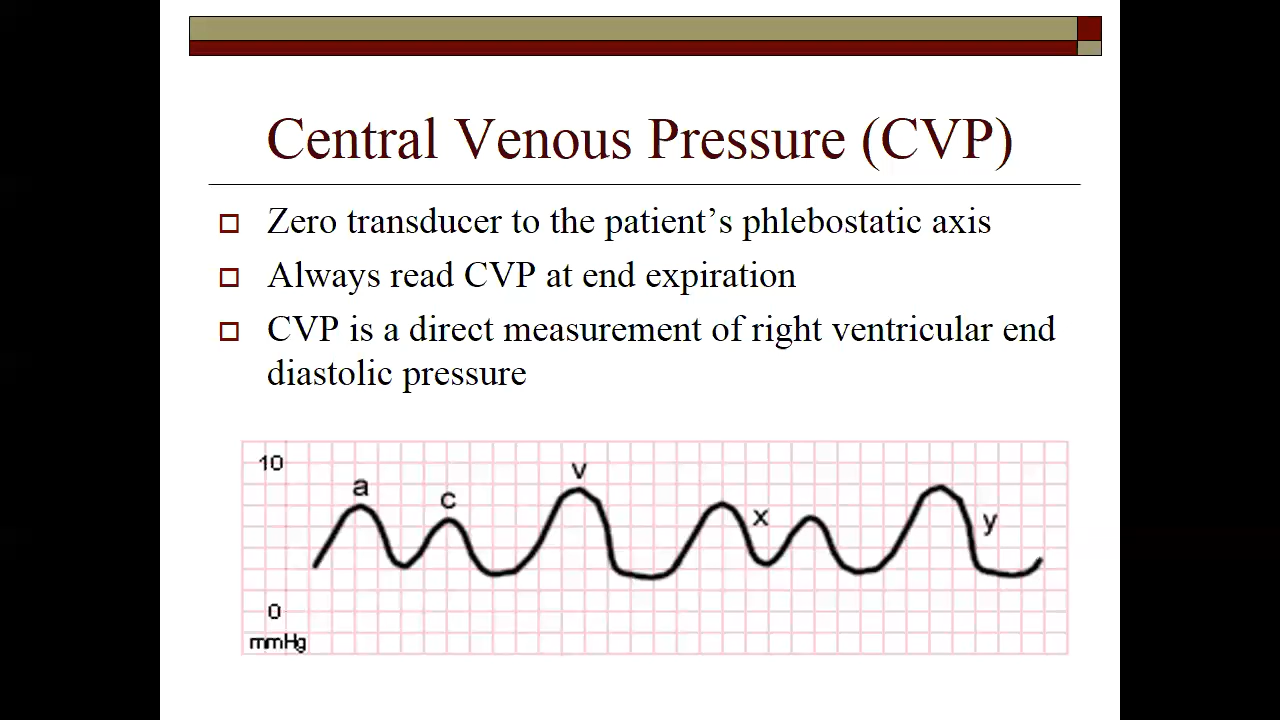 Central Venous Pressure (CVP)
Zero transducer to the patient’s phlebostatic axis
Always read CVP at end expiration
CVP is a direct measurement of right ventricular end
diastolic pressure
10
a
c
v
x
y
0
mmHg